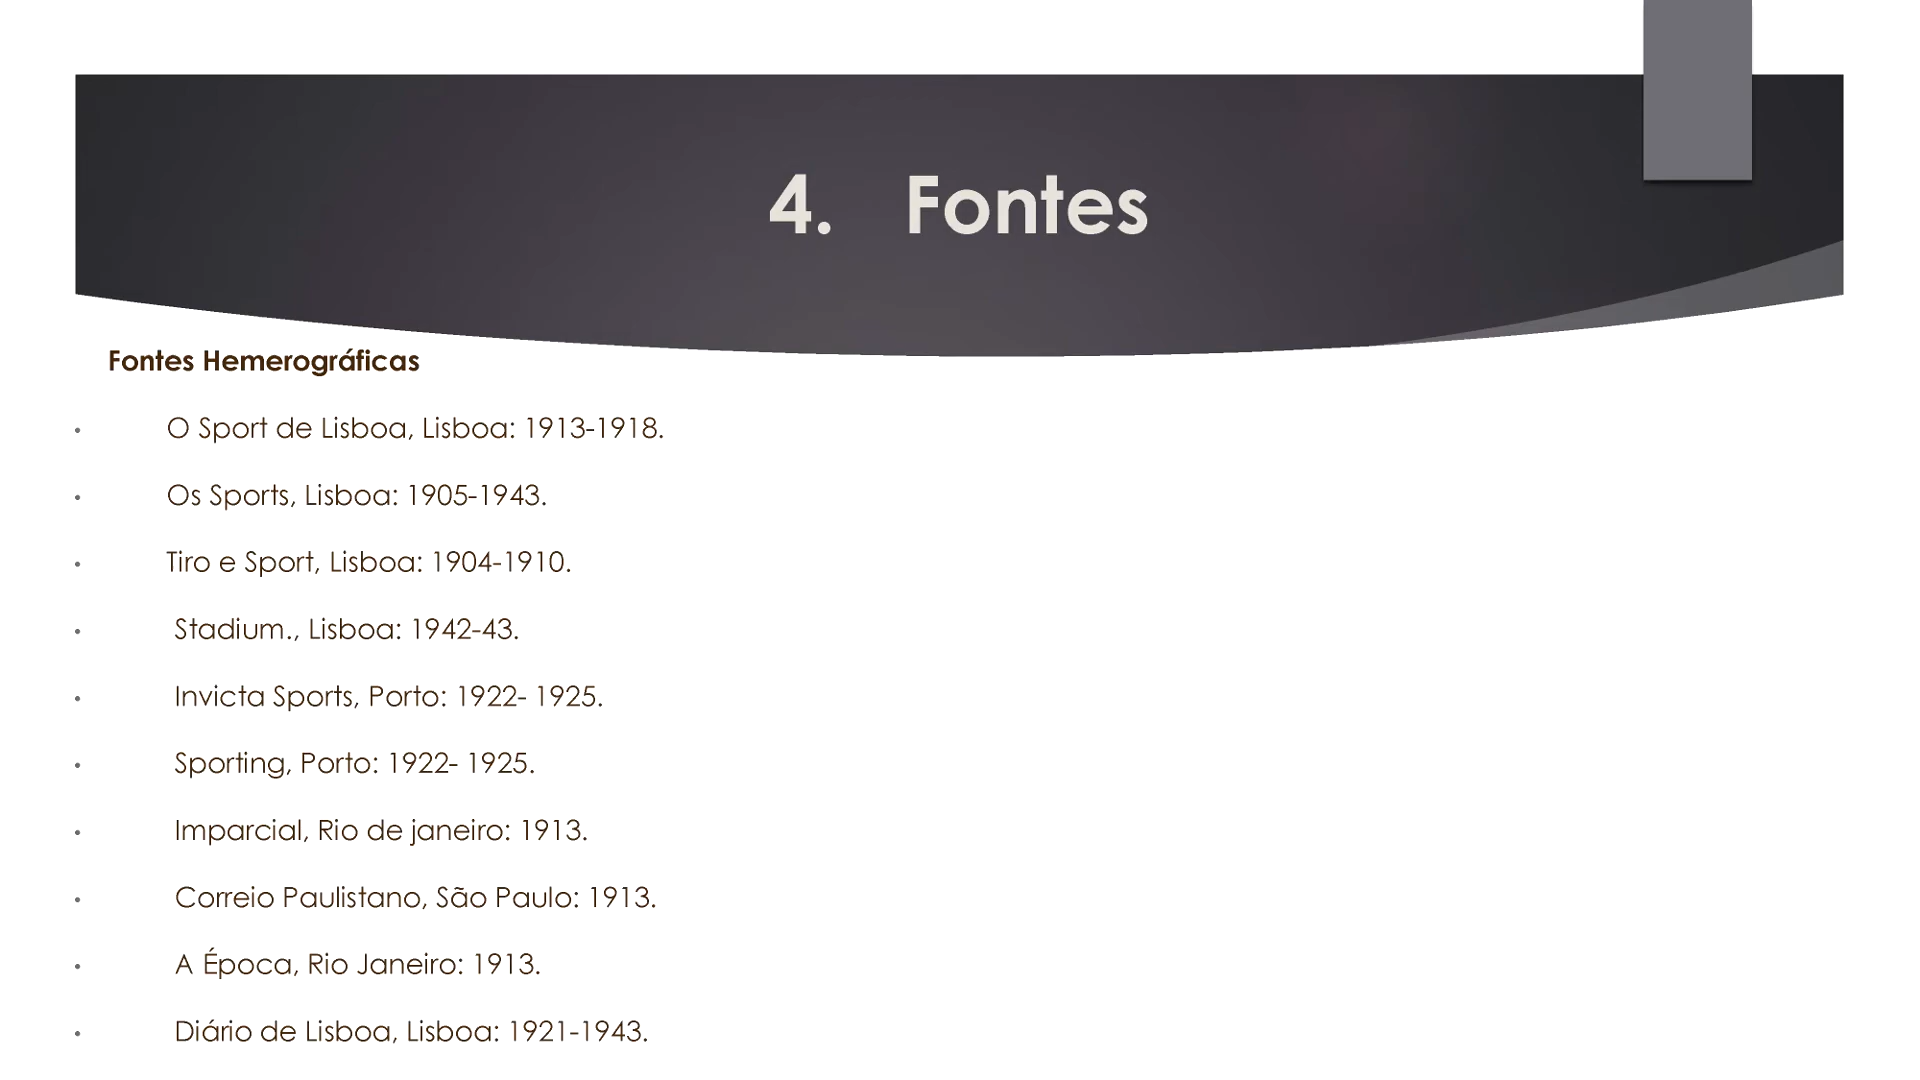 4. Fontes
Fontes Hemerográficas
• O Sport de Lisboa, Lisboa: 1913-1918.
• Os Sports, Lisboa: 1905-1943.
• Tiro e Sport, Lisboa: 1904-1910.
• Stadium., Lisboa: 1942-43.
• Invicta Sports, Porto: 1922- 1925.
• Sporting, Porto: 1922- 1925.
• Imparcial, Rio de janeiro: 1913.
• Correio Paulistano, São Paulo: 1913.
• A Época, Rio Janeiro: 1913.
• Diário de Lisboa, Lisboa: 1921-1943.